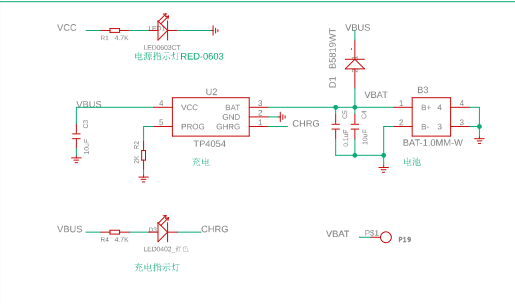 VCC
R1 4.7K
LED1
LED0603CT
电源指示灯RED-0603
VBUS
D1 B5819WT
VBAT
U2
VBUS
4 VCC BAT 3
GND 2
5 PROG GHRG 1
CHRG
TP4054
充电
C3
10uF
R2
2K
C5
0.1uF
C4
10uF
B3
1 B+ 4 4
2 B- 3 3
BAT-1.0MM-W
电池
VBUS
R4 4.7K
D3
CHRG
LED0402_红色
充电指示灯
VBAT
P$1
P19